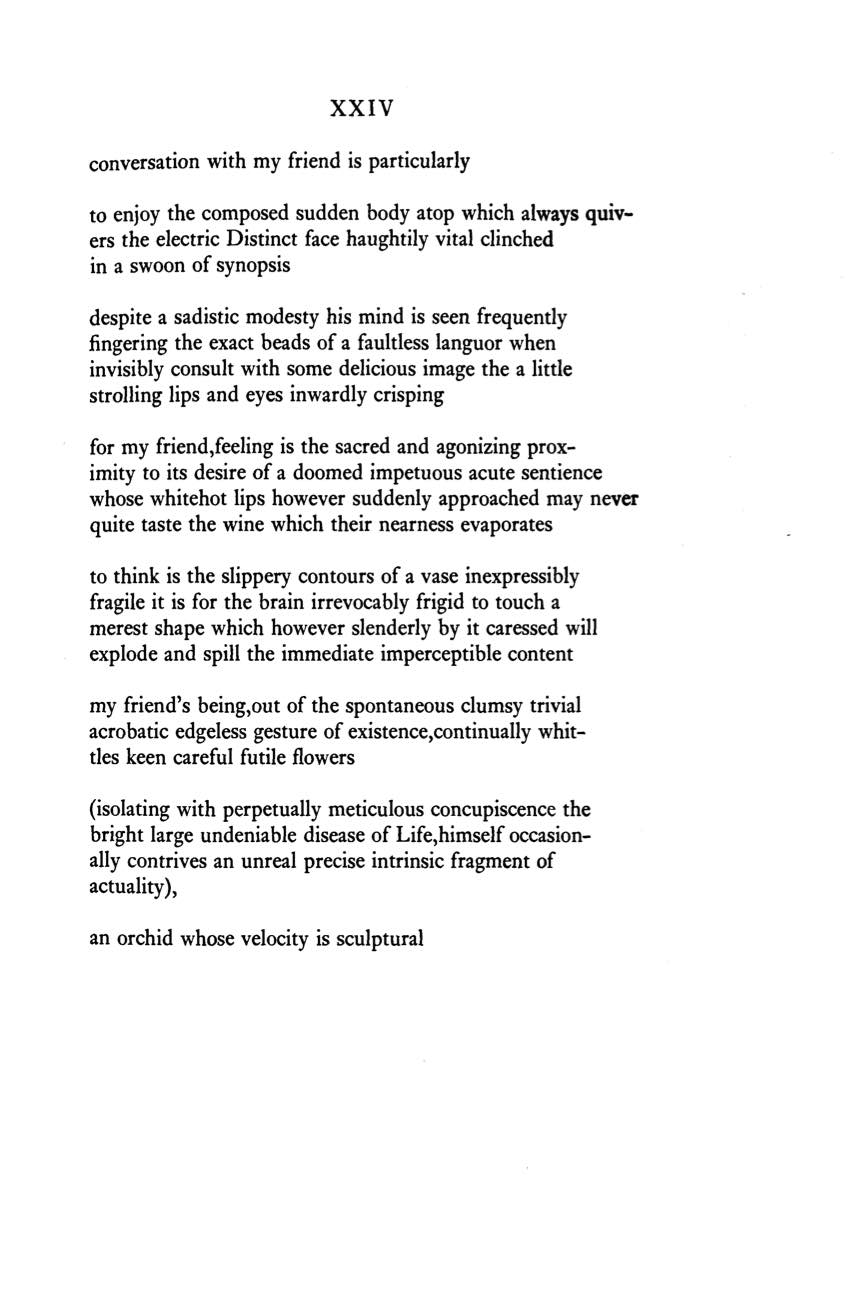 XXIV
conversation with my friend is particularly
to enjoy the composed sudden body atop which always quiv-
ers the electric Distinct face haughtily vital clinched
in a swoon of synopsis
despite a sadistic modesty his mind is seen frequently
fingering the exact beads of a faultless languor when
invisibly consult with some delicious image the a little
strolling lips and eyes inwardly crisping
for my friend,feeling is the sacred and agonizing prox-
imity to its desire of a doomed impetuous acute sentience
whose whitehot lips however suddenly approached may never
quite taste the wine which their nearness evaporates
to think is the slippery contours of a vase inexpressibly
fragile it is for the brain irrevocably frigid to touch a
merest shape which however slenderly by it caressed will
explode and spill the immediate imperceptible content
my friend's being,out of the spontaneous clumsy trivial
acrobatic edgeless gesture of existence,continually whit-
tles keen careful futile flowers
(isolating with perpetually meticulous concupiscence the
bright large undeniable disease of Life,himself occasion-
ally contrives an unreal precise intrinsic fragment of
actuality),
an orchid whose velocity is sculptural